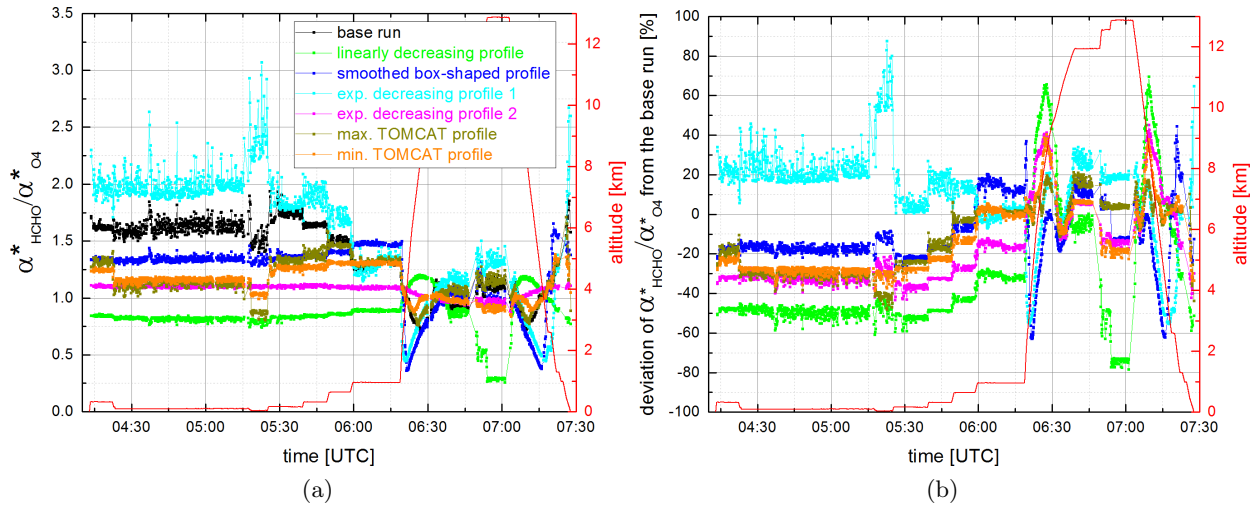 3.5
3.0
2.5
2.0
1.5
1.0
0.5
0.0
α*HCHO/α*O4
base run
linearly decreasing profile
smoothed box-shaped profile
exp. decreasing profile 1
exp. decreasing profile 2
max. TOMCAT profile
min. TOMCAT profile
12
10
8
6
4
2
0
altitude [km]
04:30 05:00 05:30 06:00 06:30 07:00 07:30
time [UTC]
(a)
100
80
60
40
20
0
-20
-40
-60
-80
-100
deviation of α*HCHO/α*O4 from the base run [%]
12
10
8
6
4
2
0
altitude [km]
04:30 05:00 05:30 06:00 06:30 07:00 07:30
time [UTC]
(b)